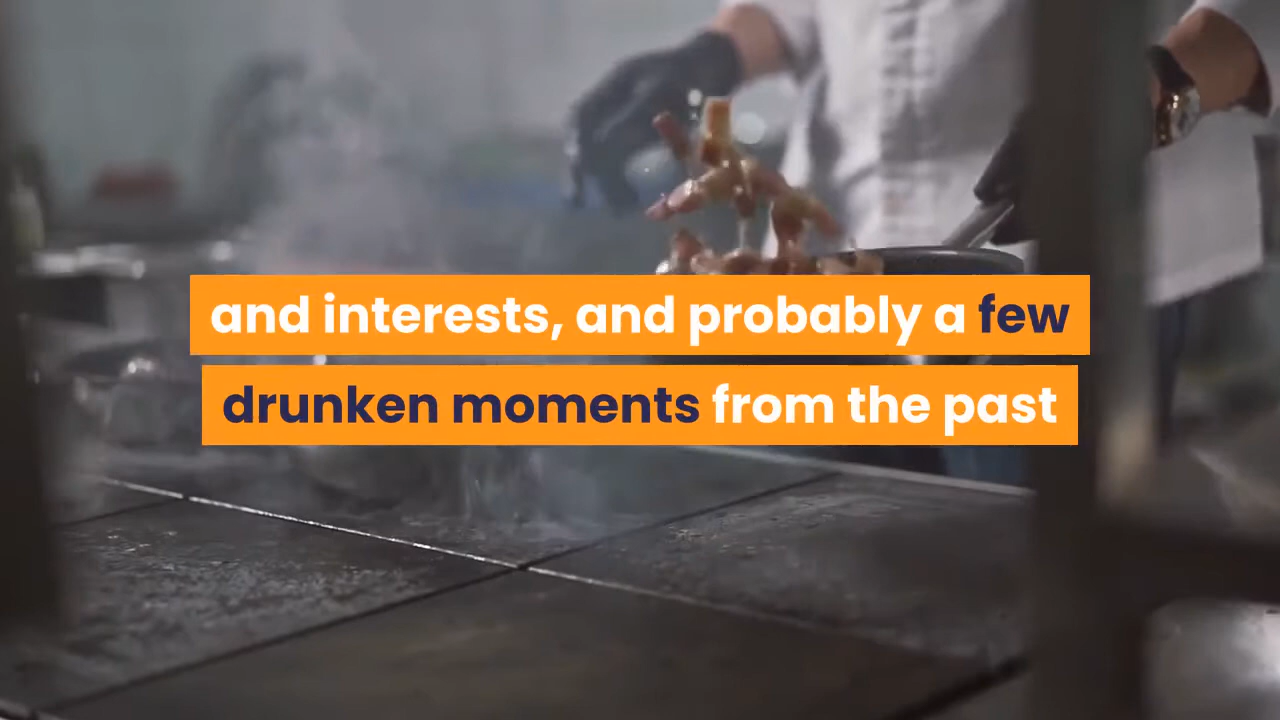 and interests, and probably a few
drunken moments from the past